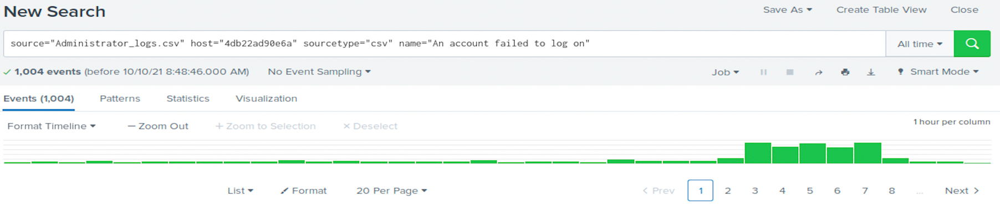 New Search
Save As Create Table View Close
source="Administrator_logs.csv" host="4db22ad90e6a" sourcetype="csv" name="An account failed to log on"
All time
1,004 events (before 10/10/21 8:48:46.000 AM) No Event Sampling
Job Smart Mode
Events (1,004) Patterns Statistics Visualization
Format Timeline — Zoom Out + Zoom to Selection × Deselect
1 hour per column
List Format 20 Per Page
< Prev 1 2 3 4 5 6 7 8 ... Next >